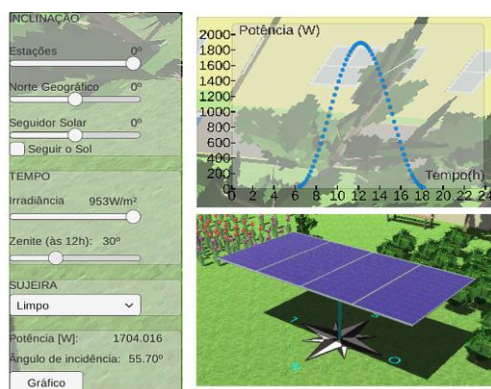 INCLINAÇÃO
Estações 0º
Norte Geográfico 0º
Seguidor Solar 0º
Seguir o Sol
TEMPO
Irradiância 953W/m²
Zenite (às 12h): 30º
SUJEIRA
Limpo
Potência [W]: 1704.016
Ângulo de incidência: 55.70º
Gráfico
Potência (W)
2000
1800
1600
1400
1200
1000
800
600
400
200
0
Tempo(h)
0 2 4 6 8 10 12 14 16 18 20 22 24
O